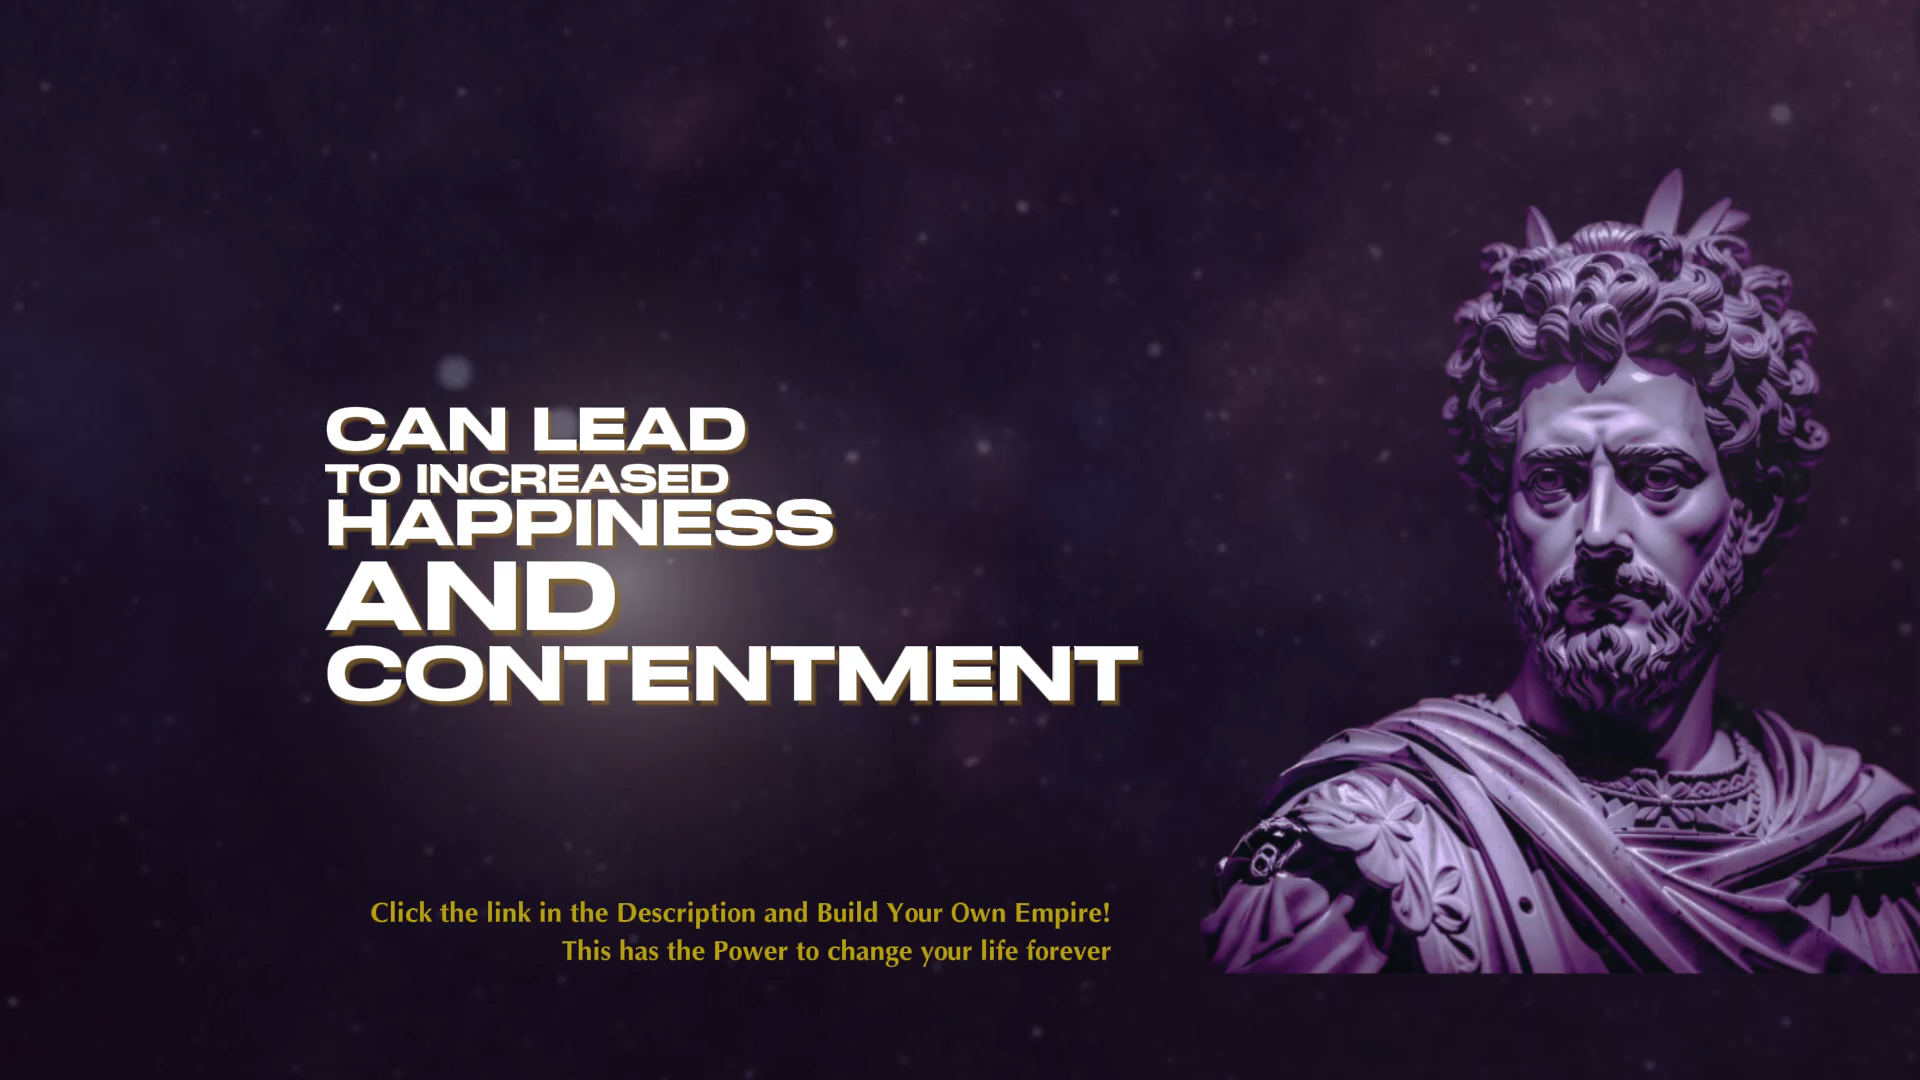 CAN LEAD
TO INCREASED
HAPPINESS
AND
CONTENTMENT
Click the link in the Description and Build Your Own Empire!
This has the Power to change your life forever